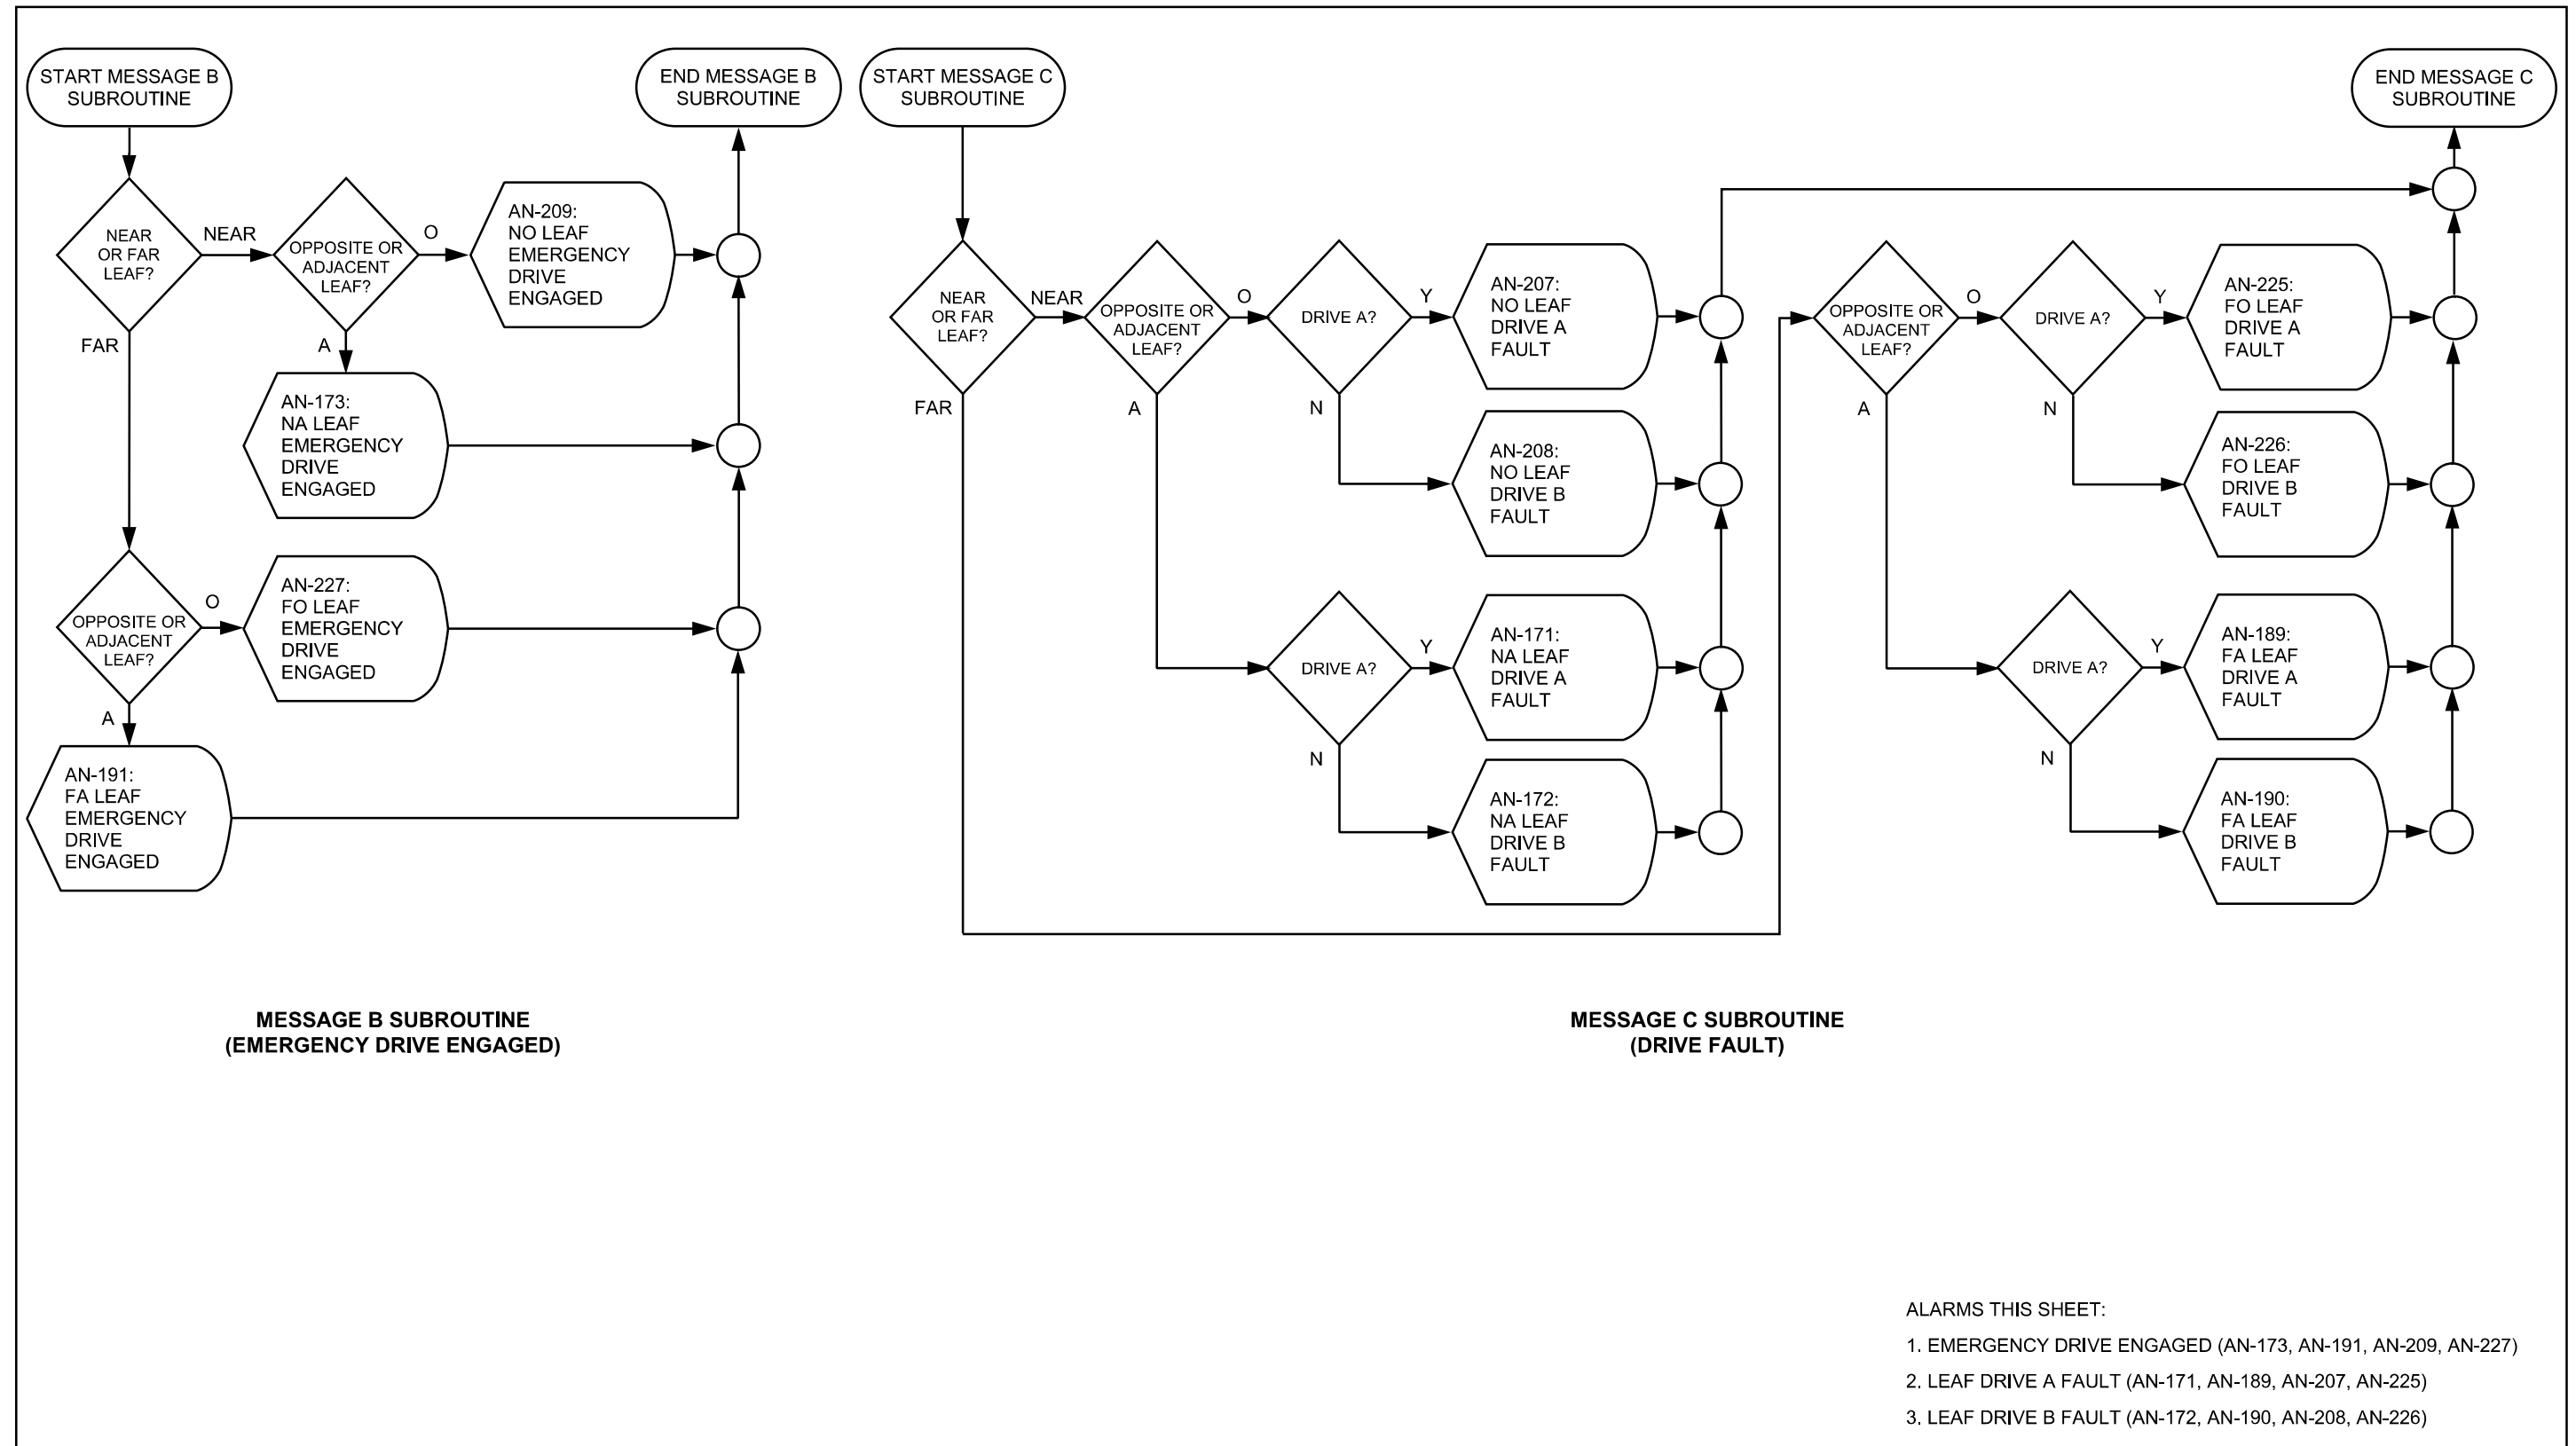 START MESSAGE B
SUBROUTINE
END MESSAGE B
SUBROUTINE
NEAR
OR FAR
LEAF?
NEAR
FAR
OPPOSITE OR
ADJACENT
LEAF?
O
A
AN-209:
NO LEAF
EMERGENCY
DRIVE
ENGAGED
AN-173:
NA LEAF
EMERGENCY
DRIVE
ENGAGED
OPPOSITE OR
ADJACENT
LEAF?
O
A
AN-227:
FO LEAF
EMERGENCY
DRIVE
ENGAGED
AN-191:
FA LEAF
EMERGENCY
DRIVE
ENGAGED
MESSAGE B SUBROUTINE
(EMERGENCY DRIVE ENGAGED)
START MESSAGE C
SUBROUTINE
END MESSAGE C
SUBROUTINE
NEAR
OR FAR
LEAF?
NEAR
FAR
OPPOSITE OR
ADJACENT
LEAF?
O
A
DRIVE A?
Y
N
AN-207:
NO LEAF
DRIVE A
FAULT
AN-208:
NO LEAF
DRIVE B
FAULT
DRIVE A?
Y
N
AN-171:
NA LEAF
DRIVE A
FAULT
AN-172:
NA LEAF
DRIVE B
FAULT
OPPOSITE OR
ADJACENT
LEAF?
O
A
DRIVE A?
Y
N
AN-225:
FO LEAF
DRIVE A
FAULT
AN-226:
FO LEAF
DRIVE B
FAULT
DRIVE A?
Y
N
AN-189:
FA LEAF
DRIVE A
FAULT
AN-190:
FA LEAF
DRIVE B
FAULT
MESSAGE C SUBROUTINE
(DRIVE FAULT)
ALARMS THIS SHEET:
1. EMERGENCY DRIVE ENGAGED (AN-173, AN-191, AN-209, AN-227)
2. LEAF DRIVE A FAULT (AN-171, AN-189, AN-207, AN-225)
3. LEAF DRIVE B FAULT (AN-172, AN-190, AN-208, AN-226)